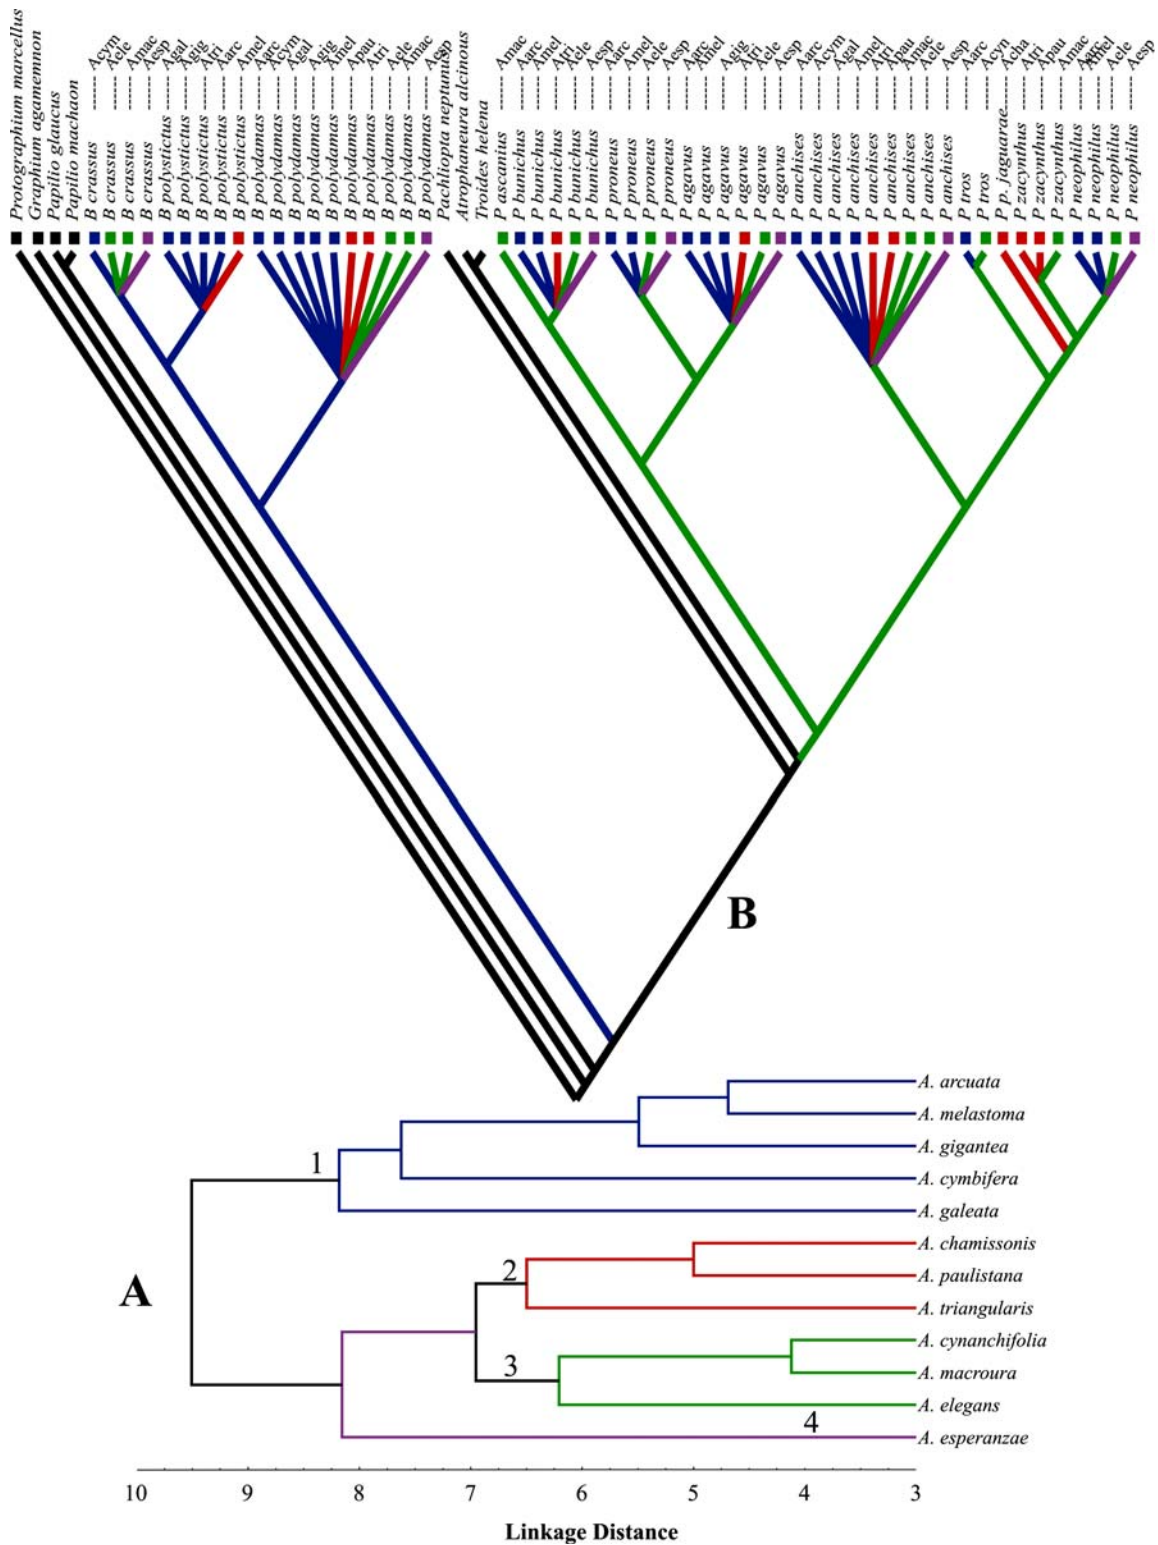 Protographium marcellus
Graphium agamemnon
Papilio glaucus
Papilio machaon
B crassus ------ Acym
B crassus ------ Aele
B crassus ------ Amac
B crassus ------ Aesp
B polystictus ------ Agal
B polystictus ------ Agig
B polystictus ------ Atri
B polystictus ------ Aarc
B polystictus ------ Amel
B polydamas ------ Aarc
B polydamas ------ Acym
B polydamas ------ Agal
B polydamas ------ Agig
B polydamas ------ Amel
B polydamas ------ Apau
B polydamas ------ Atri
B polydamas ------ Aele
B polydamas ------ Amac
B polydamas ------ Aesp
Pachliopta neptunus
Atrophaneura alcinous
Troides helena
P ascanius ------ Amac
P bunichus ------ Aarc
P bunichus ------ Amel
P bunichus ------ Atri
P bunichus ------ Aele
P bunichus ------ Aesp
P proneus ------ Aarc
P proneus ------ Amel
P proneus ------ Aele
P proneus ------ Aesp
P agavus ------ Aarc
P agavus ------ Amel
P agavus ------ Agig
P agavus ------ Atri
P agavus ------ Aele
P agavus ------ Aesp
P anchises ------ Aarc
P anchises ------ Acym
P anchises ------ Agal
P anchises ------ Amel
P anchises ------ Atri
P anchises ------ Apau
P anchises ------ Amac
P anchises ------ Aele
P anchises ------ Aesp
P tros ------ Aarc
P tros ------ Acyn
P p. jaguarae------ Acha
P zacynthus ------ Atri
P zacynthus ------ Apau
P zacynthus ------ Amac
P neophilus ------ Aarc
P neophilus ------ Amel
P neophilus ------ Aele
P neophilus ------ Aesp
B
A. arcuata
A. melastoma
A. gigantea
1
A. cymbifera
A. galeata
A. chamissonis
A
2
A. paulistana
A. triangularis
A. cynanchifolia
3
A. macroura
A. elegans
4
A. esperanzae
10 9 8 7 6 5 4 3
Linkage Distance